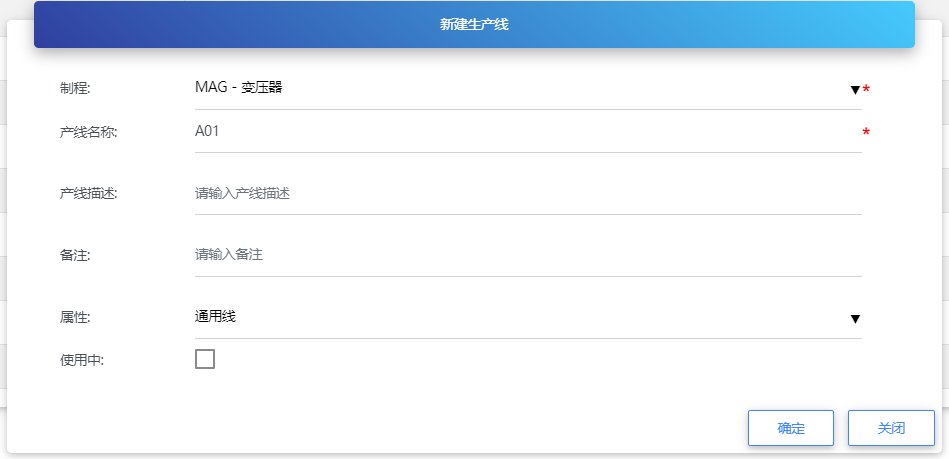 新建生产线
制程: MAG - 变压器 ▼ *
产线名称: A01 *
产线描述: 请输入产线描述
备注: 请输入备注
属性: 通用线 ▼
使用中:
确定 关闭